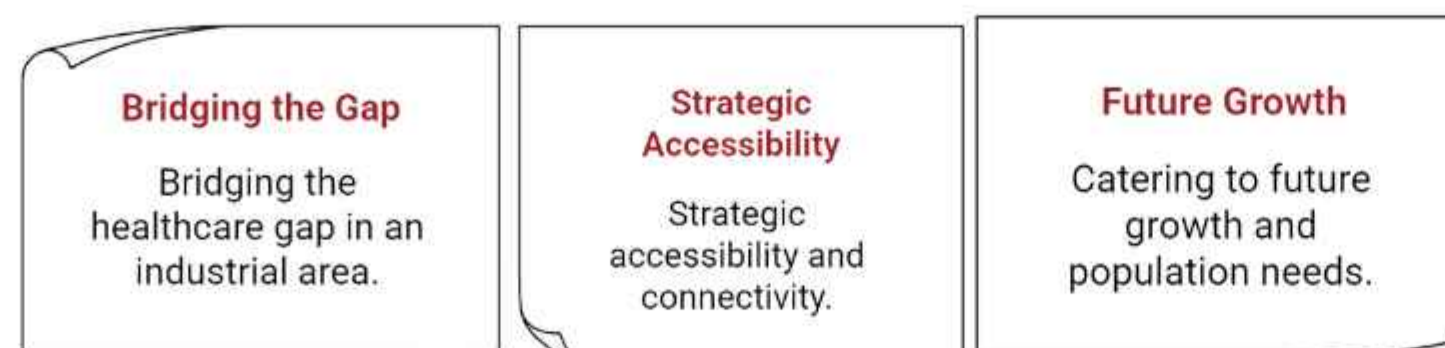 Bridging the Gap
Bridging the
healthcare gap in an
industrial area.
Strategic
Accessibility
Strategic
accessibility and
connectivity.
Future Growth
Catering to future
growth and
population needs.